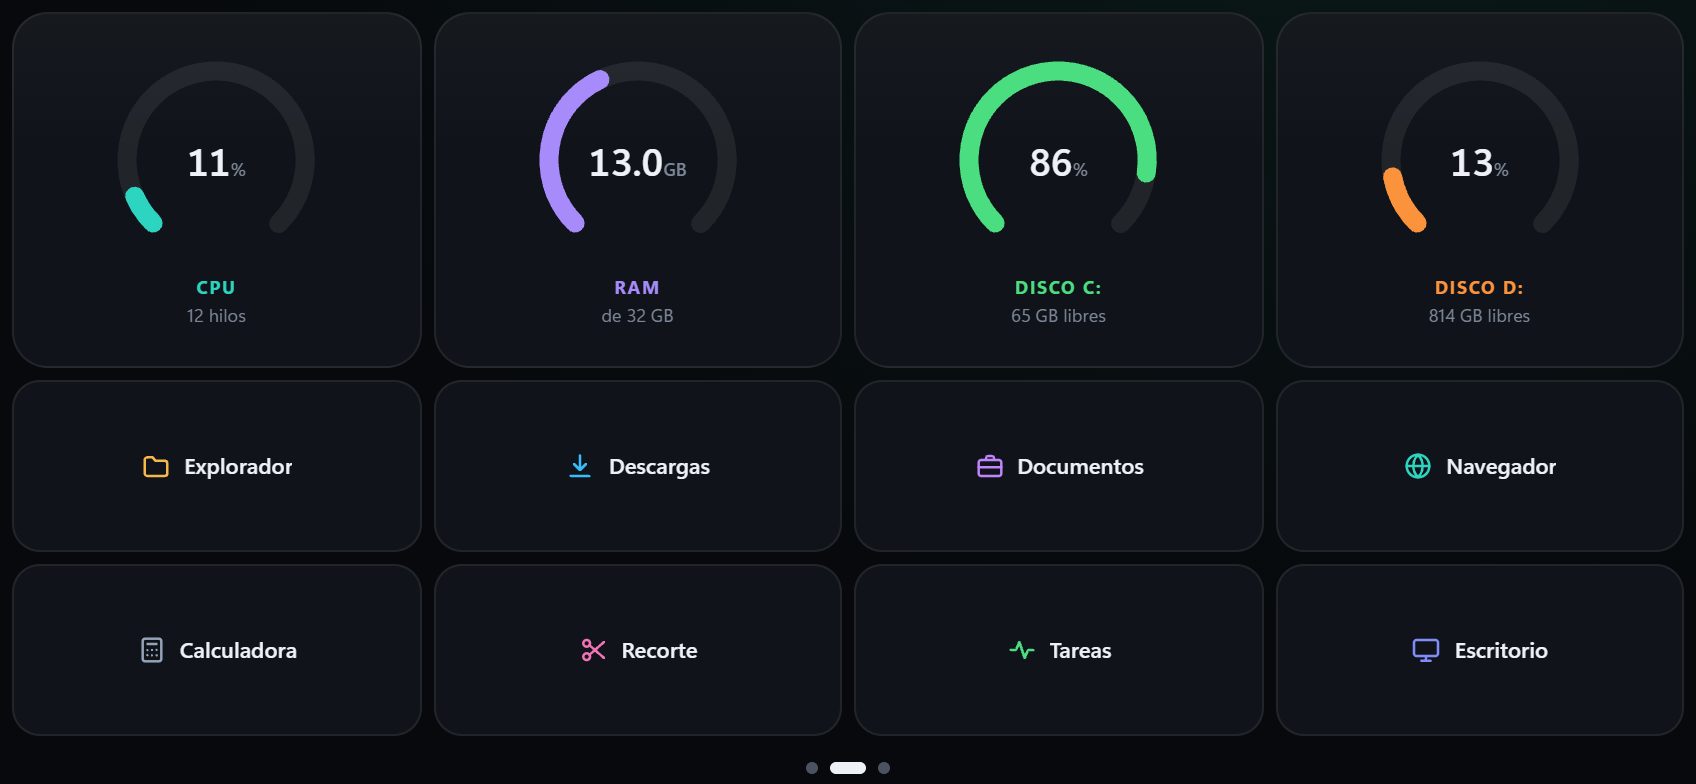 11%
13.0GB
86%
13%
CPU
RAM
DISCO C:
DISCO D:
12 hilos
de 32 GB
65 GB libres
814 GB libres
Explorador
Descargas
Documentos
Navegador
Calculadora
Recorte
Tareas
Escritorio